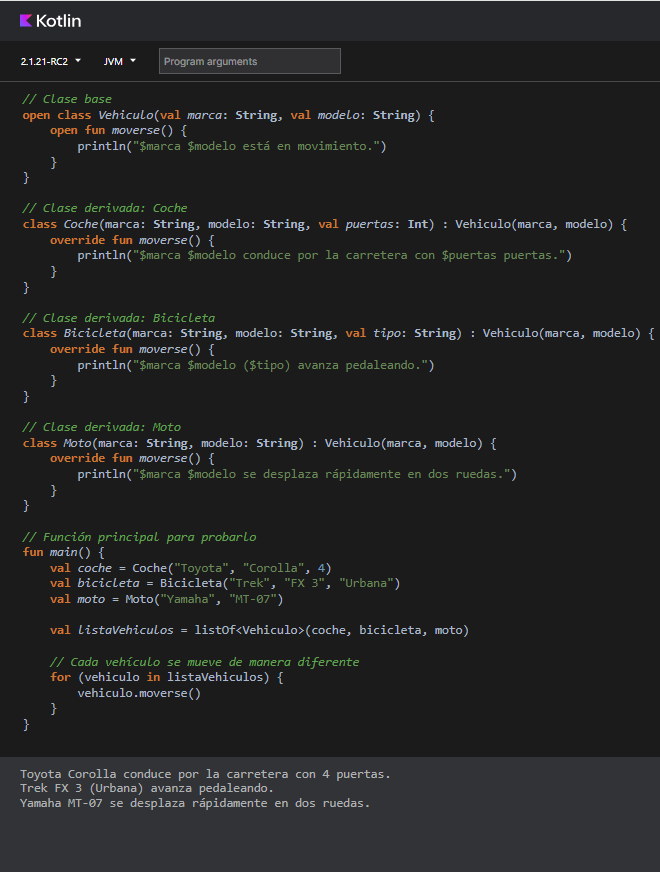 Kotlin
2.1.21-RC2 JVM Program arguments
// Clase base
open class Vehiculo(val marca: String, val modelo: String) {
    open fun moverse() {
        println("$marca $modelo está en movimiento.")
    }
}
// Clase derivada: Coche
class Coche(marca: String, modelo: String, val puertas: Int) : Vehiculo(marca, modelo) {
    override fun moverse() {
        println("$marca $modelo conduce por la carretera con $puertas puertas.")
    }
}
// Clase derivada: Bicicleta
class Bicicleta(marca: String, modelo: String, val tipo: String) : Vehiculo(marca, modelo) {
    override fun moverse() {
        println("$marca $modelo ($tipo) avanza pedaleando.")
    }
}
// Clase derivada: Moto
class Moto(marca: String, modelo: String) : Vehiculo(marca, modelo) {
    override fun moverse() {
        println("$marca $modelo se desplaza rápidamente en dos ruedas.")
    }
}
// Función principal para probarlo
fun main() {
    val coche = Coche("Toyota", "Corolla", 4)
    val bicicleta = Bicicleta("Trek", "FX 3", "Urbana")
    val moto = Moto("Yamaha", "MT-07")
    val listaVehiculos = listOf<Vehiculo>(coche, bicicleta, moto)
    // Cada vehículo se mueve de manera diferente
    for (vehiculo in listaVehiculos) {
        vehiculo.moverse()
    }
}
Toyota Corolla conduce por la carretera con 4 puertas.
Trek FX 3 (Urbana) avanza pedaleando.
Yamaha MT-07 se desplaza rápidamente en dos ruedas.